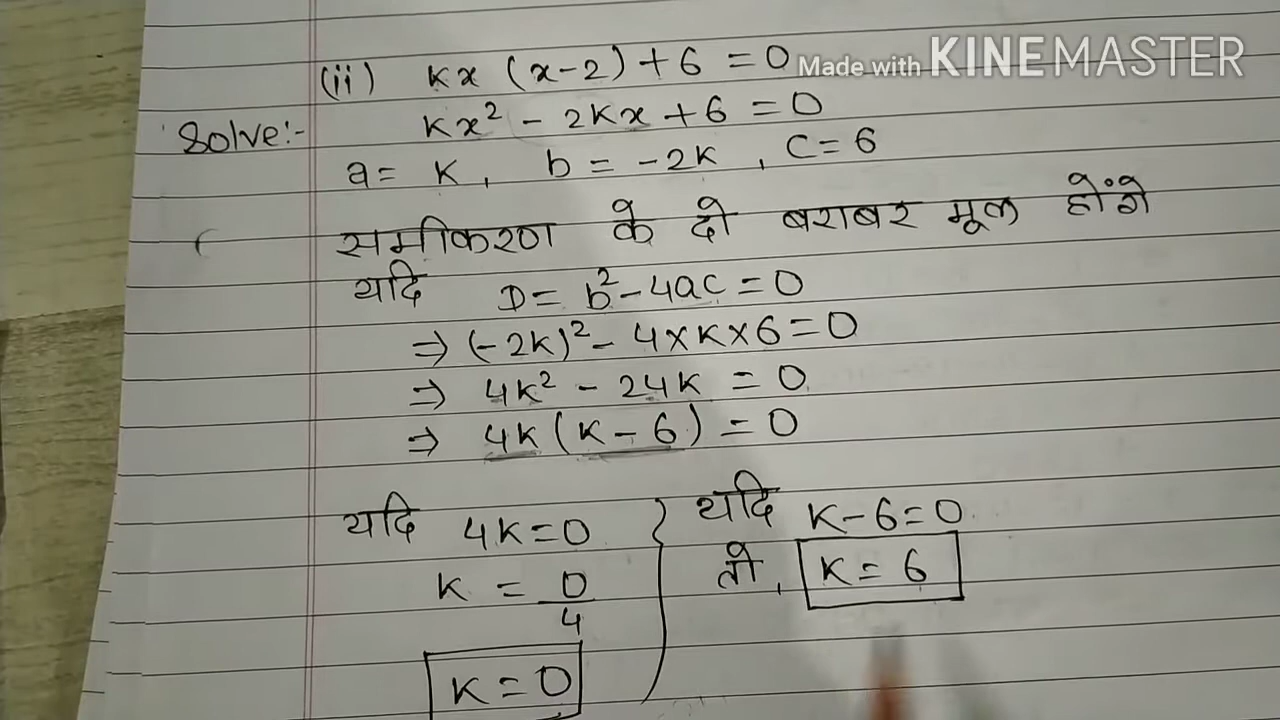 (ii) Kx (x-2) + 6 = 0
Made with KINEMASTER
Solve:- Kx² - 2Kx + 6 = 0
a = K, b = -2K, C = 6
समीकरण के दो बराबर मूल होंगे
यदि D = b² - 4ac = 0
⇒ (-2K)² - 4×K×6 = 0
⇒ 4K² - 24K = 0
⇒ 4K (K - 6) = 0
यदि 4K = 0
K = 0/4
K = 0
यदि K - 6 = 0
तो, K = 6